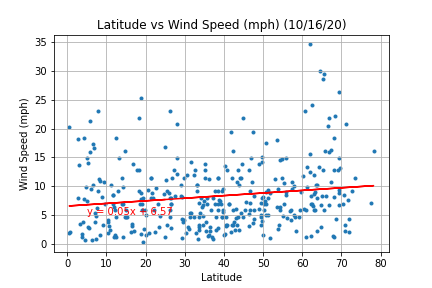 Latitude vs Wind Speed (mph) (10/16/20)
35
30
25
20
15
10
5
0
Wind Speed (mph)
y = 0.05x + 6.57
0 10 20 30 40 50 60 70 80
Latitude